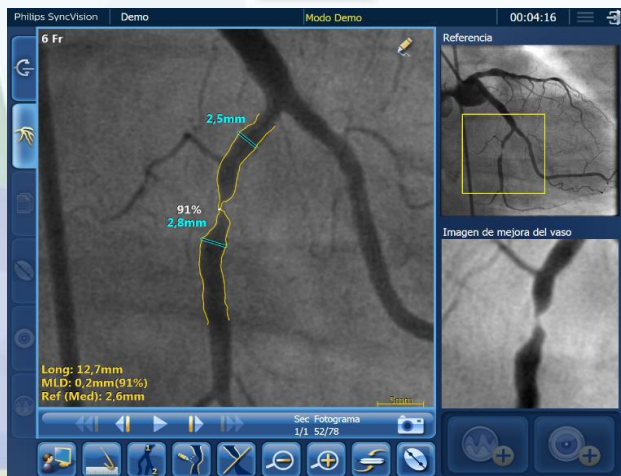 Philips SyncVision
Demo
Modo Demo
00:04:16
6 Fr
2,5mm
91%
2,8mm
Long: 12,7mm
MLD: 0,2mm(91%)
Ref (Med): 2,6mm
5mm
Sec Fotograma
1/1 52/78
1
2
Referencia
Imagen de mejora del vaso